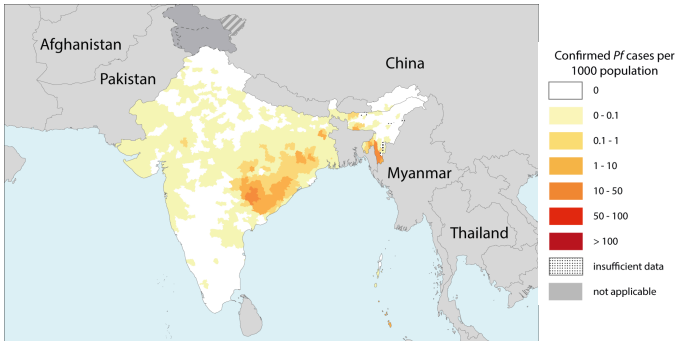 Afghanistan
Pakistan
China
Myanmar
Thailand
Confirmed Pf cases per
1000 population
0
0 - 0.1
0.1 - 1
1 - 10
10 - 50
50 - 100
> 100
insufficient data
not applicable